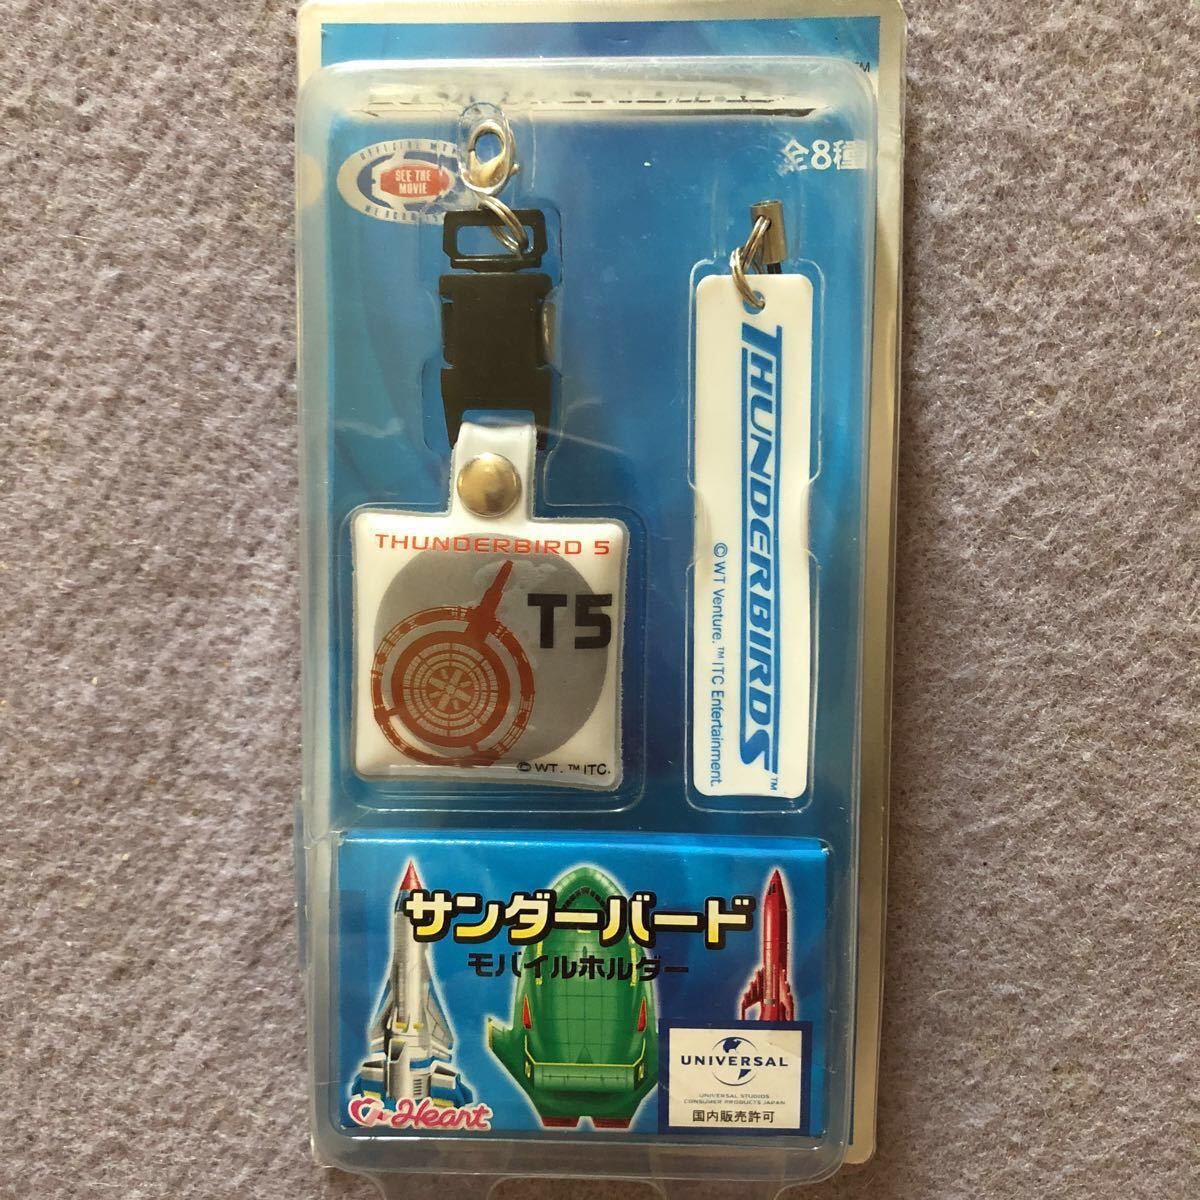 TM
全8種
SEE THE
MOVIE
THUNDERBIRD 5
T5
© WT. ™ ITC.
THUNDERBIRDS™
© WT Venture. ™ ITC Entertainment.
サンダーバード
モバイルホルダー
Heart
UNIVERSAL
UNIVERSAL STUDIOS
CONSUMER PRODUCTS JAPAN
国内販売許可